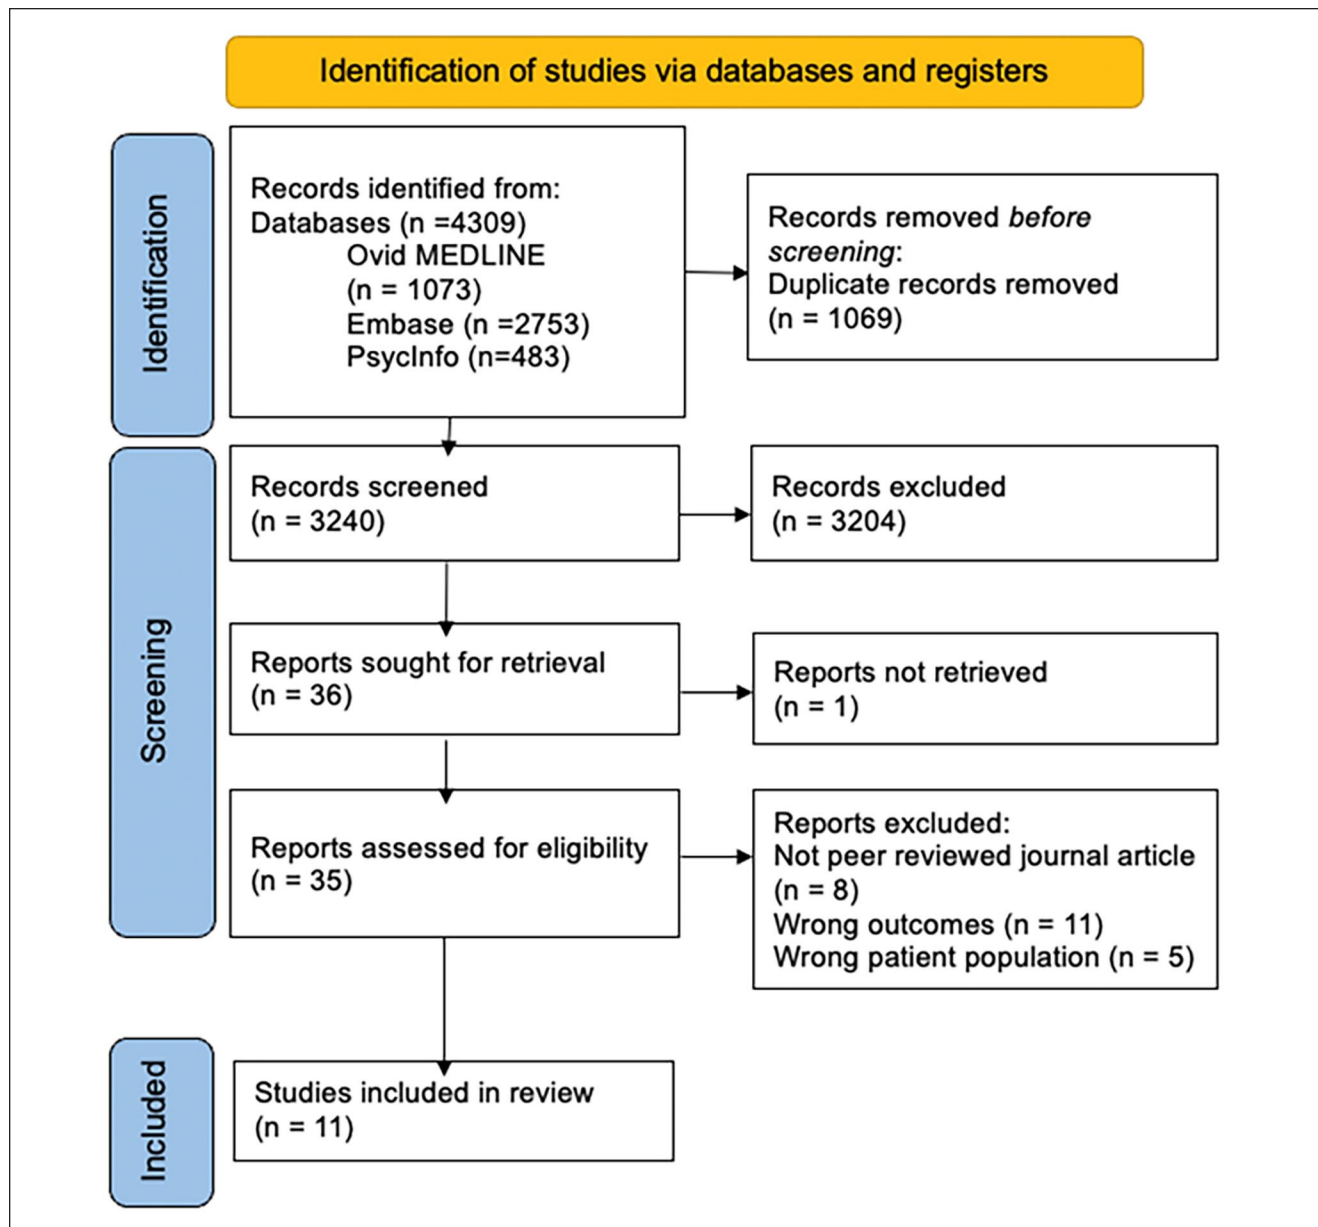 Identification of studies via databases and registers
Identification
Records identified from:
Databases (n =4309)
Ovid MEDLINE
(n = 1073)
Embase (n =2753)
PsycInfo (n=483)
Records removed before
screening:
Duplicate records removed
(n = 1069)
Screening
Records screened
(n = 3240)
Records excluded
(n = 3204)
Reports sought for retrieval
(n = 36)
Reports not retrieved
(n = 1)
Reports assessed for eligibility
(n = 35)
Reports excluded:
Not peer reviewed journal article
(n = 8)
Wrong outcomes (n = 11)
Wrong patient population (n = 5)
Included
Studies included in review
(n = 11)